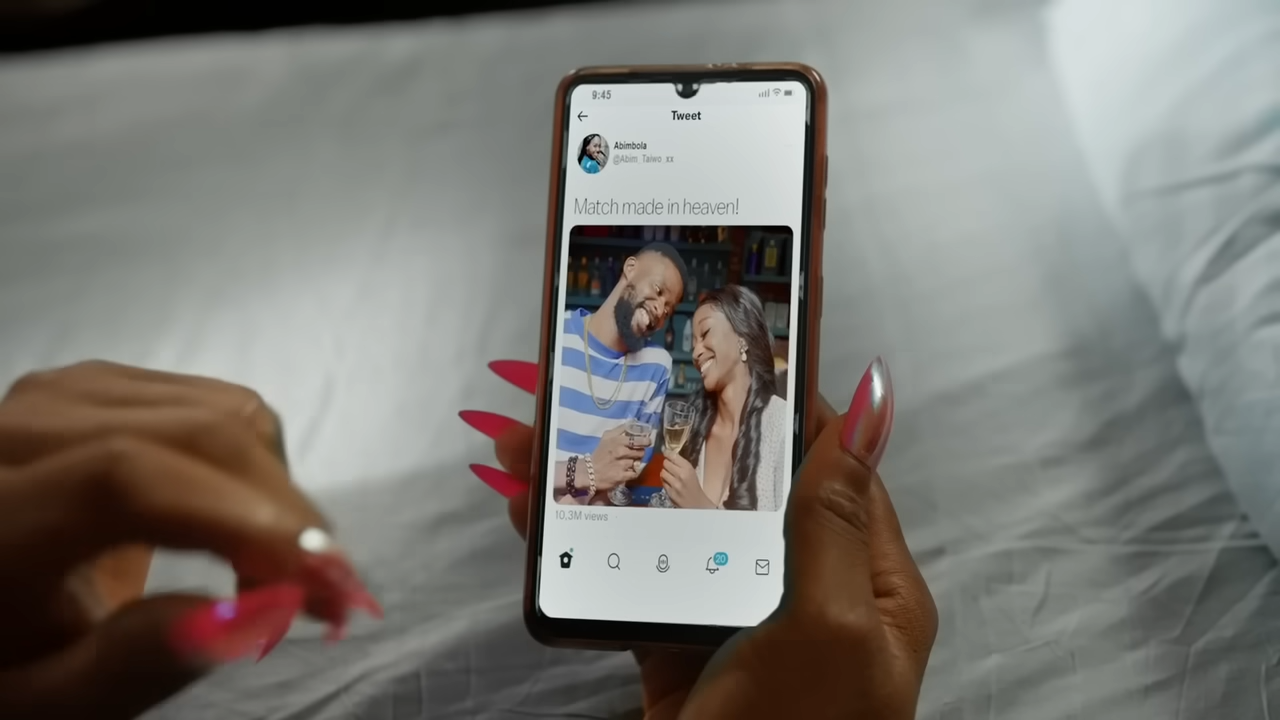 9:45
Tweet
Abimbola
@Abim_Taiwo_xx
Match made in heaven!
10.3M views
20